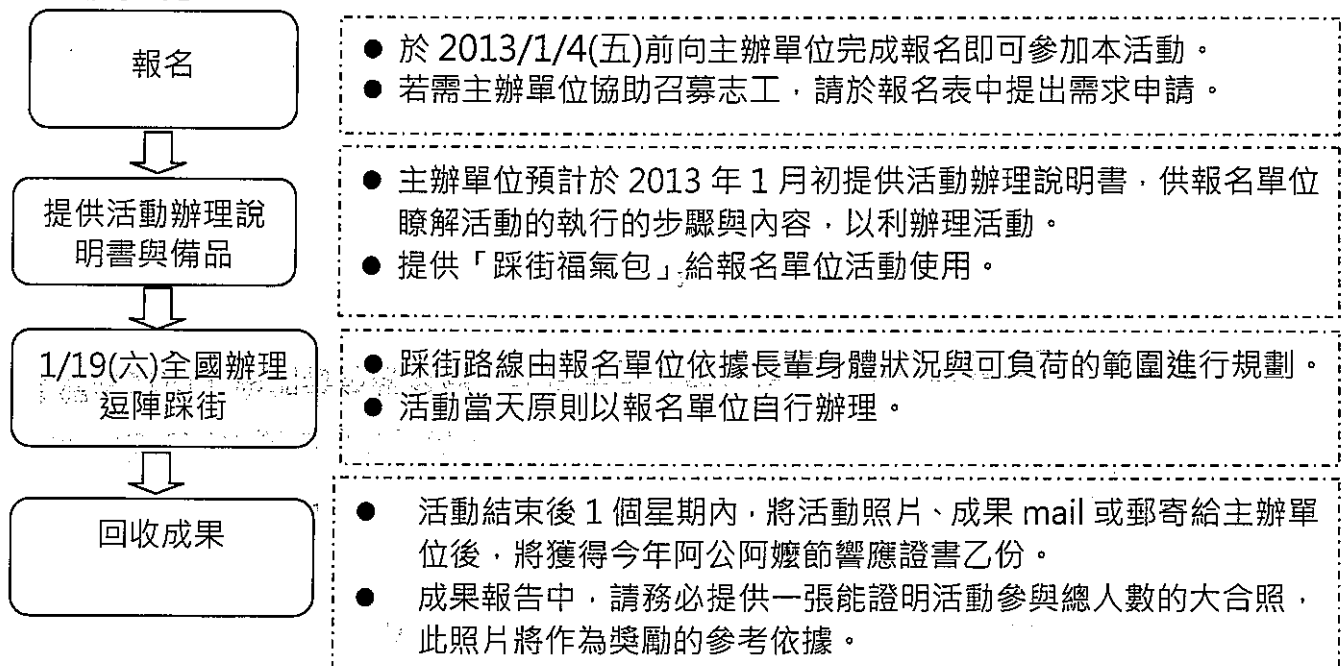 報名
● 於 2013/1/4(五)前向主辦單位完成報名即可參加本活動。
● 若需主辦單位協助召募志工，請於報名表中提出需求申請。
提供活動辦理說
明書與備品
● 主辦單位預計於 2013 年 1 月初提供活動辦理說明書，供報名單位
瞭解活動的執行的步驟與內容，以利辦理活動。
● 提供「踩街福氣包」給報名單位活動使用。
1/19(六)全國辦理
逗陣踩街
● 踩街路線由報名單位依據長輩身體狀況與可負荷的範圍進行規劃。
● 活動當天原則以報名單位自行辦理。
回收成果
● 活動結束後 1 個星期內，將活動照片、成果 mail 或郵寄給主辦單
位後，將獲得今年阿公阿嬤節響應證書乙份。
● 成果報告中，請務必提供一張能證明活動參與總人數的大合照，
此照片將作為獎勵的參考依據。